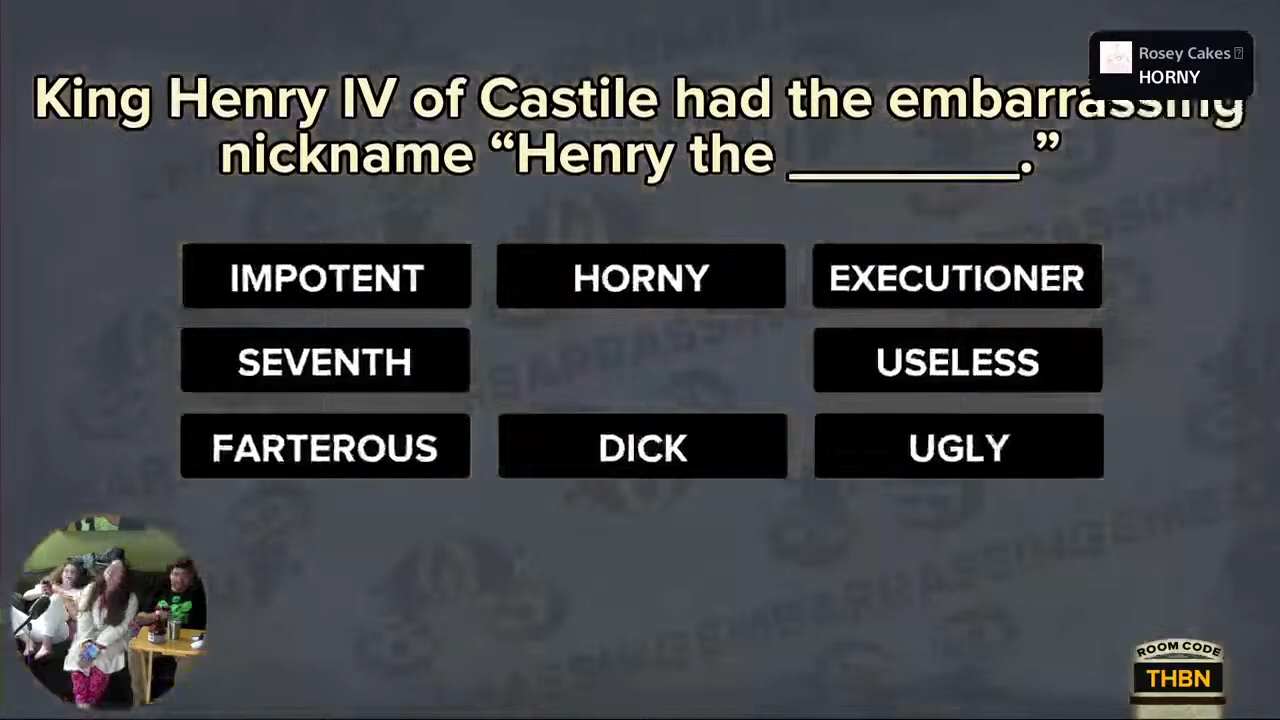 Rosey Cakes
HORNY
King Henry IV of Castile had the embarrassing
nickname “Henry the ________.”
IMPOTENT
HORNY
EXECUTIONER
SEVENTH
USELESS
FARTEROUS
DICK
UGLY
ROOM CODE
THBN